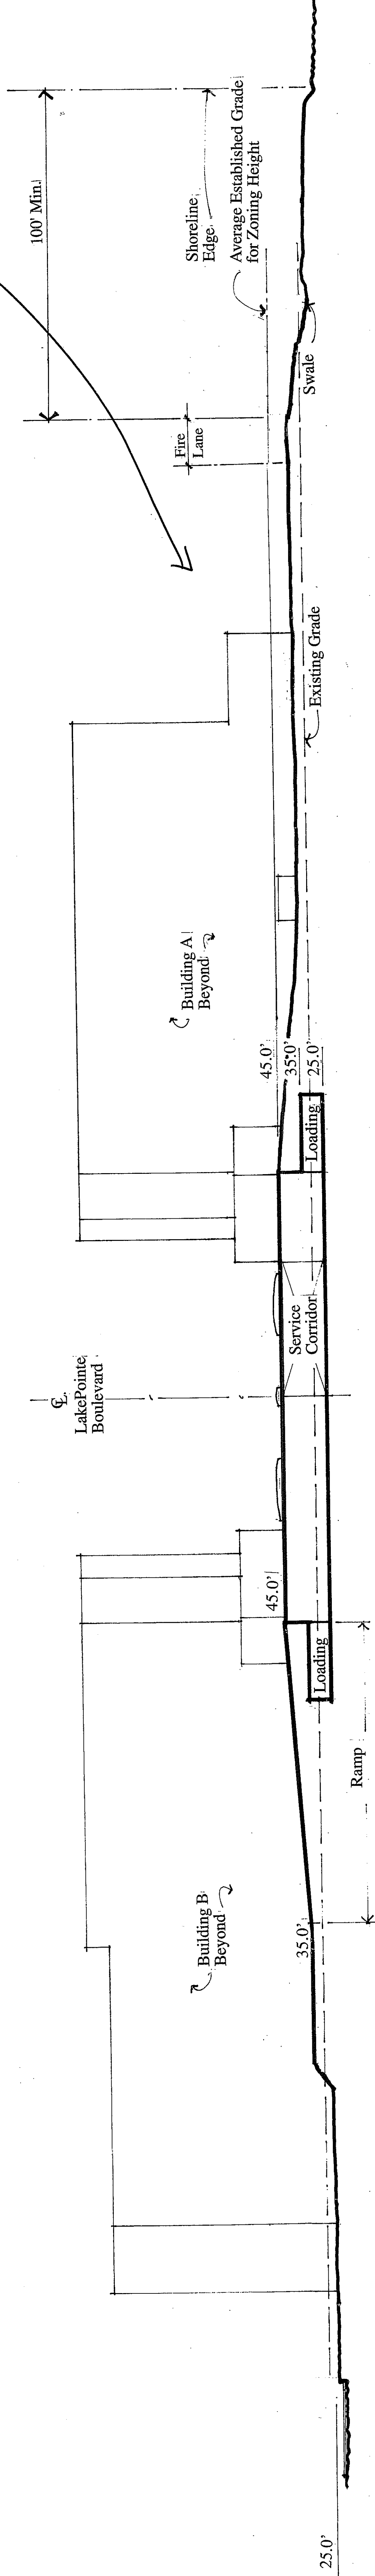 100' Min.
Shoreline
Edge
Average Established Grade
for Zoning Height
Fire
Lane
Swale
Existing Grade
Building A
Beyond
45.0'
35.0'
25.0'
Loading
Service
Corridor
℄
LakePointe
Boulevard
45.0'
Loading
Ramp
Building B
Beyond
35.0'
25.0'